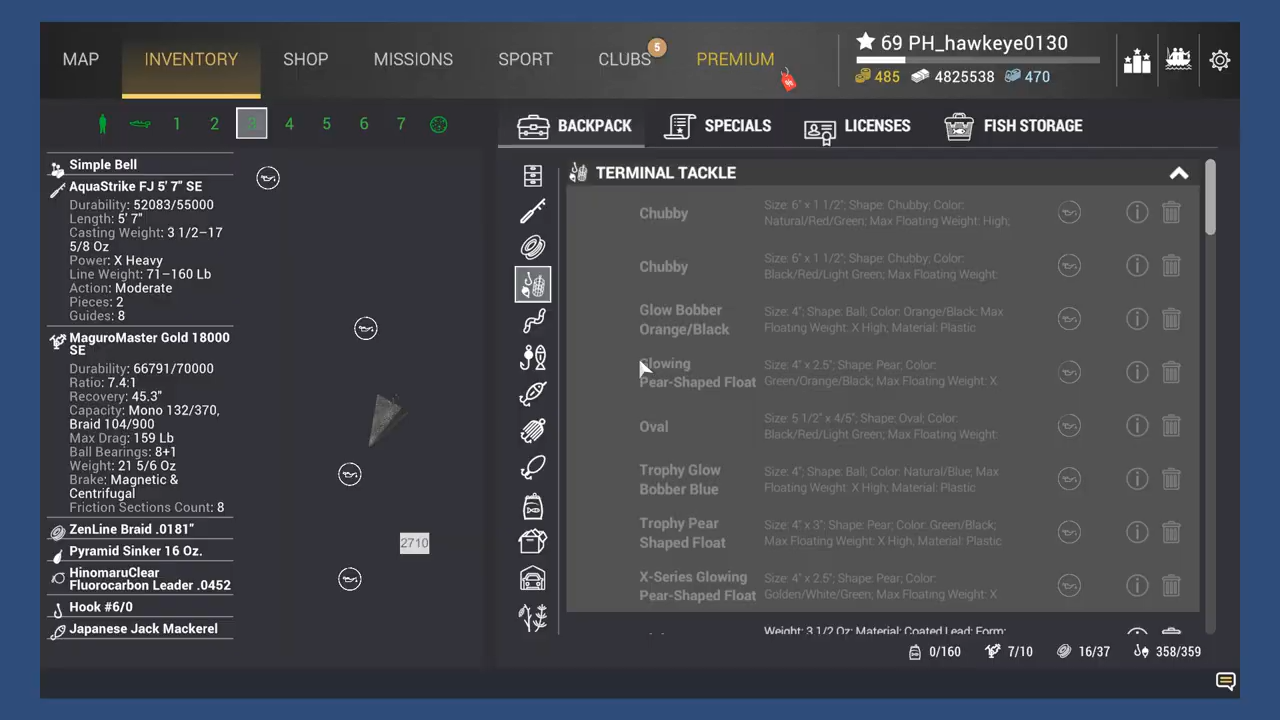 MAP INVENTORY SHOP MISSIONS SPORT CLUBS 5 PREMIUM
69 PH_hawkeye0130
485 4825538 470
1 2 3 4 5 6 7
BACKPACK SPECIALS LICENSES FISH STORAGE
Simple Bell
AquaStrike FJ 5' 7" SE
Durability: 52083/55000
Length: 5' 7"
Casting Weight: 3 1/2–17
5/8 Oz
Power: X Heavy
Line Weight: 71–160 Lb
Action: Moderate
Pieces: 2
Guides: 8
MaguroMaster Gold 18000
SE
Durability: 66791/70000
Ratio: 7.4:1
Recovery: 45.3"
Capacity: Mono 132/370,
Braid 104/900
Max Drag: 159 Lb
Ball Bearings: 8+1
Weight: 21 5/6 Oz
Brake: Magnetic &
Centrifugal
Friction Sections Count: 8
ZenLine Braid .0181"
Pyramid Sinker 16 Oz.
HinomaruClear
Fluorocarbon Leader .0452
Hook #6/0
Japanese Jack Mackerel
2710
TERMINAL TACKLE
Chubby
Size: 6" x 1 1/2"; Shape: Chubby; Color:
Natural/Red/Green; Max Floating Weight: High;
Chubby
Size: 6" x 1 1/2"; Shape: Chubby; Color:
Black/Red/Light Green; Max Floating Weight:
Glow Bobber
Orange/Black
Size: 4"; Shape: Ball; Color: Orange/Black; Max
Floating Weight: X High; Material: Plastic
Glowing
Pear-Shaped Float
Size: 4" x 2.5"; Shape: Pear; Color:
Green/Orange/Black; Max Floating Weight: X
Oval
Size: 5 1/2" x 4/5"; Shape: Oval; Color:
Black/Red/Light Green; Max Floating Weight:
Trophy Glow
Bobber Blue
Size: 4"; Shape: Ball; Color: Natural/Blue; Max
Floating Weight: X High; Material: Plastic
Trophy Pear
Shaped Float
Size: 4" x 3"; Shape: Pear; Color: Green/Black;
Max Floating Weight: X High; Material: Plastic
X-Series Glowing
Pear-Shaped Float
Size: 4" x 2.5"; Shape: Pear; Color:
Golden/White/Green; Max Floating Weight: X
Weight: 3 1/2 Oz; Material: Coated Lead; Form:
0/160 7/10 16/37 358/359